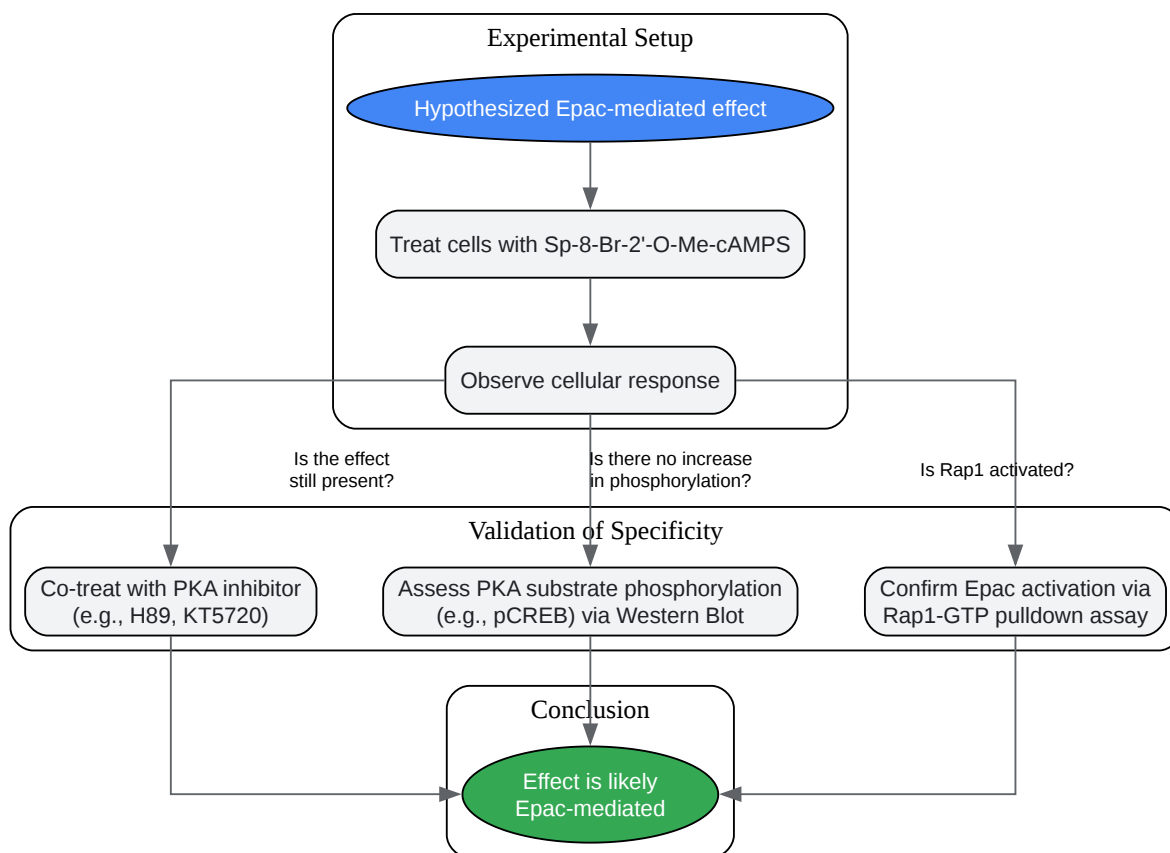 Experimental Setup
Hypothesized Epac-mediated effect
Treat cells with Sp-8-Br-2'-O-Me-cAMPS
Observe cellular response
Is the effect
still present?
Is there no increase
in phosphorylation?
Is Rap1 activated?
Validation of Specificity
Co-treat with PKA inhibitor
(e.g., H89, KT5720)
Assess PKA substrate phosphorylation
(e.g., pCREB) via Western Blot
Confirm Epac activation via
Rap1-GTP pulldown assay
Conclusion
Effect is likely
Epac-mediated